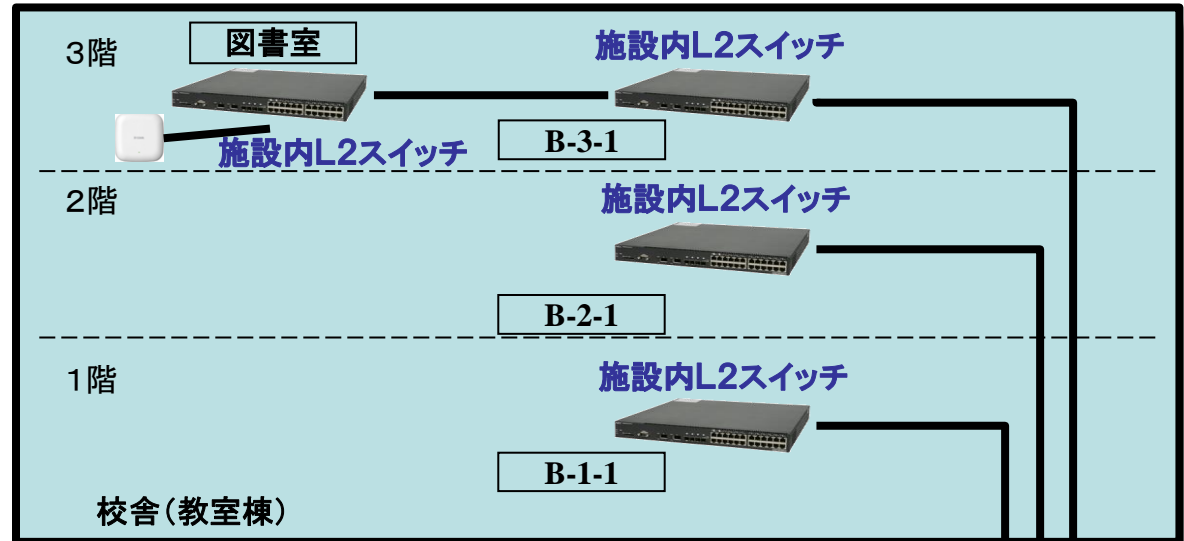 3階
図書室
施設内L2スイッチ
施設内L2スイッチ
B-3-1
2階
施設内L2スイッチ
B-2-1
1階
施設内L2スイッチ
B-1-1
校舎(教室棟)